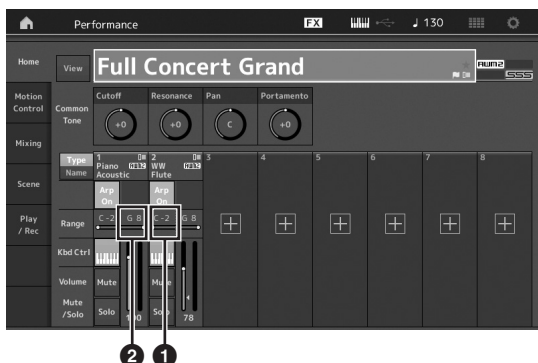 Performance FX 130
Home View Full Concert Grand AWM2
Motion Control
Common Tone
Cutoff Resonance Pan Portamento
+0 +0 C +0
Mixing
Type 1 2 3 4 5 6 7 8
Name Piano AWM2 WW AWM2
Acoustic Flute
Scene
Arp On Arp On
Play / Rec
Range C -2 G 8 C -2 G 8
Kbd Ctrl
Volume Mute Mute
Mute /Solo Solo 100 Solo 78
2 1